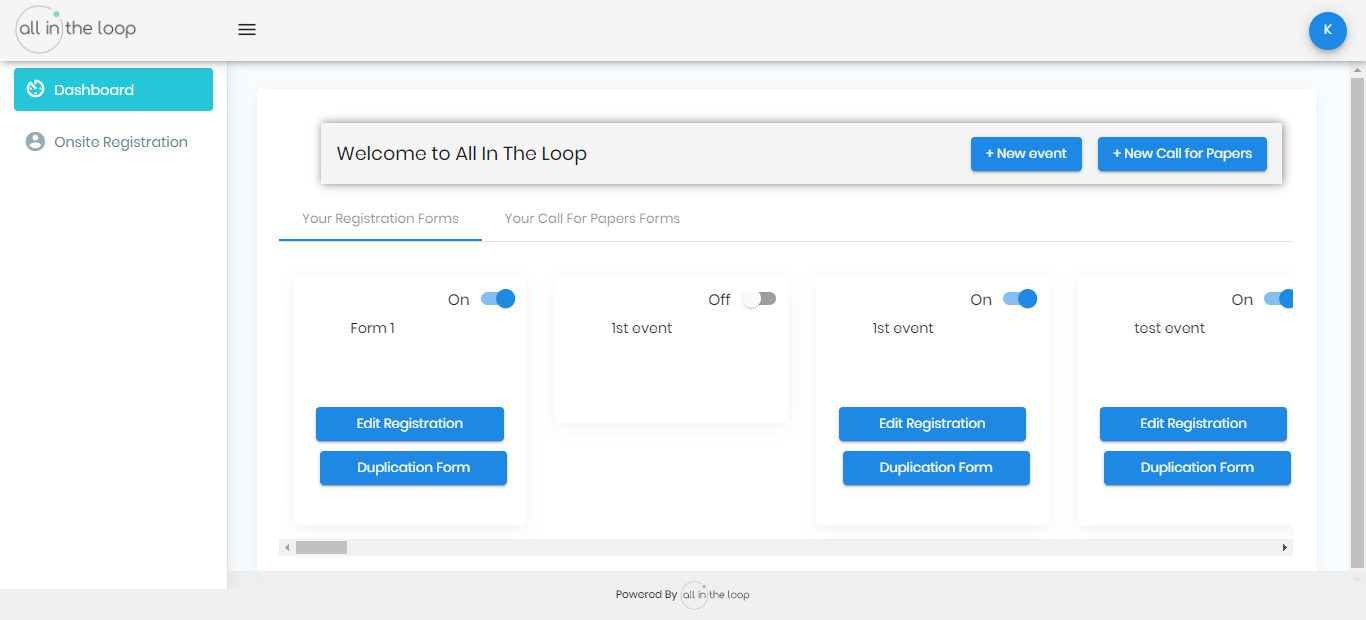 all in the loop
K
Dashboard
Onsite Registration
Welcome to All In The Loop
+ New event
+ New Call for Papers
Your Registration Forms
Your Call For Papers Forms
On
Form 1
Edit Registration
Duplication Form
Off
1st event
On
1st event
Edit Registration
Duplication Form
On
test event
Edit Registration
Duplication Form
Powered By all in the loop